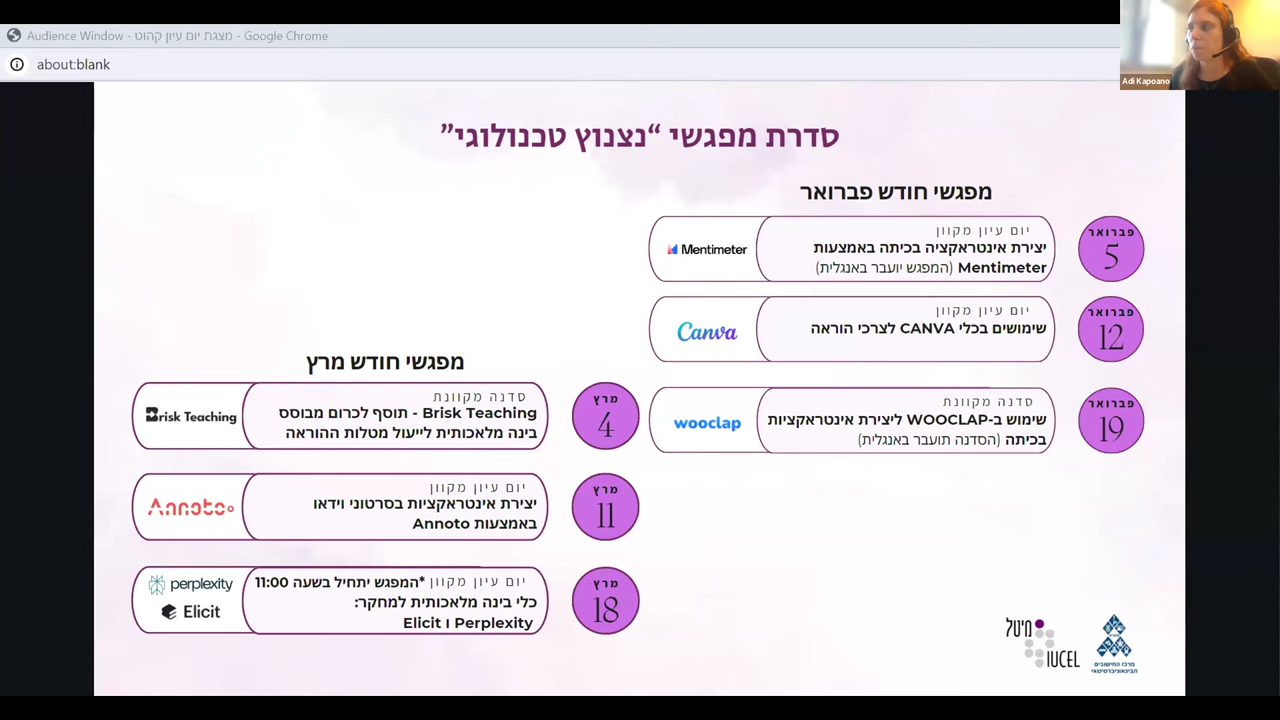 Audience Window - מצגת יום עיון קהוט - Google Chrome
about:blank
Adi Kapoano
סדרת מפגשי “נצנוץ טכנולוגי”
מפגשי חודש פברואר
פברואר
5
יום עיון מקוון
יצירת אינטראקציה בכיתה באמצעות
Mentimeter (המפגש יועבר באנגלית)
Mentimeter
פברואר
12
יום עיון מקוון
שימושים בכלי CANVA לצרכי הוראה
Canva
פברואר
19
סדנה מקוונת
שימוש ב-WOOCLAP ליצירת אינטראקציות
בכיתה (הסדנה תועבר באנגלית)
wooclap
מפגשי חודש מרץ
מרץ
4
סדנה מקוונת
Brisk Teaching - תוסף לכרום מבוסס
בינה מלאכותית לייעול מטלות ההוראה
Brisk Teaching
מרץ
11
יום עיון מקוון
יצירת אינטראקציות בסרטוני וידאו
באמצעות Annoto
Annoto
מרץ
18
יום עיון מקוון *המפגש יתחיל בשעה 11:00
כלי בינה מלאכותית למחקר:
Perplexity ו Elicit
perplexity
Elicit
מיטל
IUCEL
מרכז החישובים
הבינאוניברסיטאי